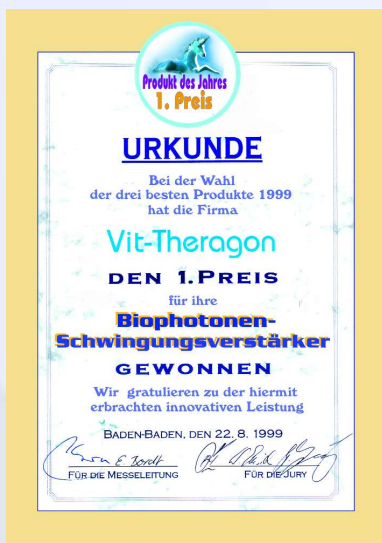 Produkt des Jahres
1. Preis
URKUNDE
Bei der Wahl
der drei besten Produkte 1999
hat die Firma
Vit-Theragon
DEN 1.PREIS
für ihre
Biophotonen-
Schwingungsverstärker
GEWONNEN
Wir gratulieren zu der hiermit
erbrachten innovativen Leistung
BADEN-BADEN, DEN 22. 8. 1999
FÜR DIE MESSELEITUNG
FÜR DIE JURY